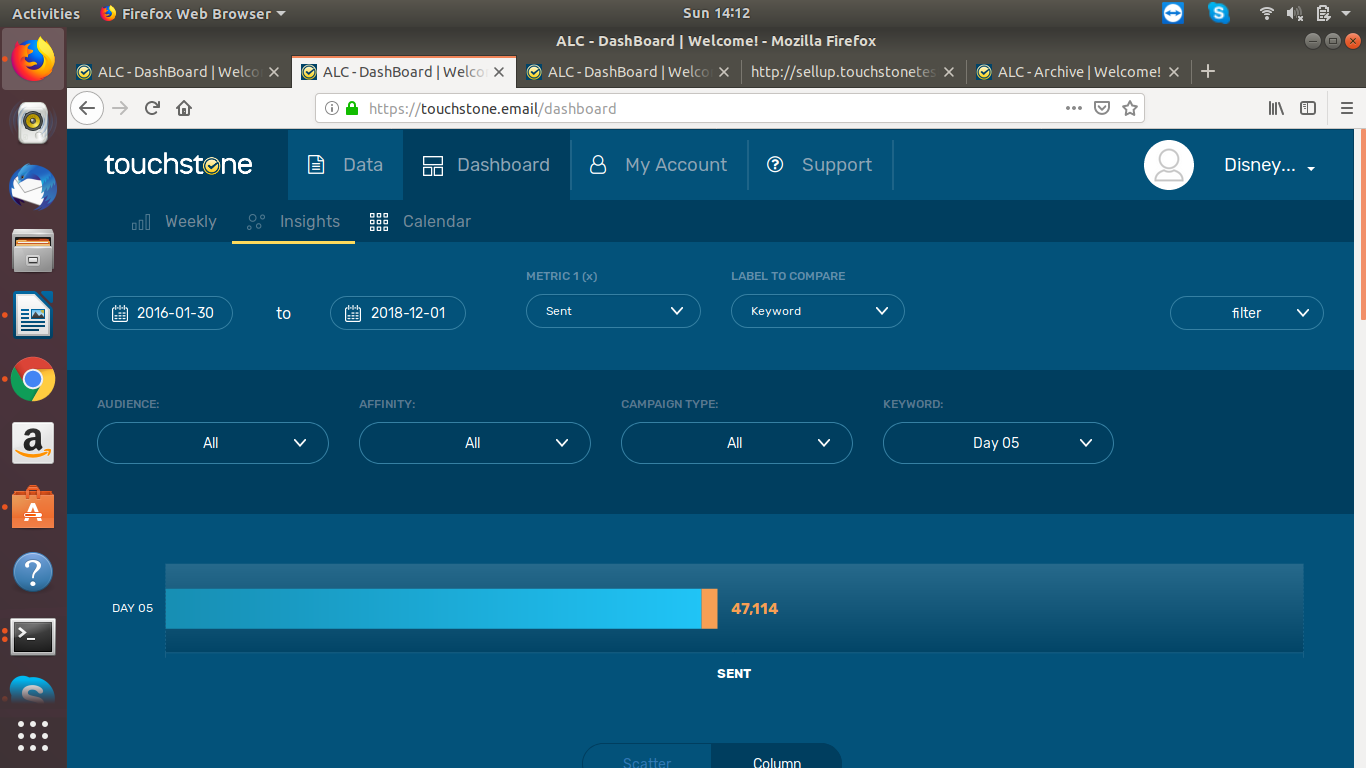 Activities Firefox Web Browser Sun 14:12
ALC - DashBoard | Welcome! - Mozilla Firefox
ALC - DashBoard | Welco ALC - DashBoard | Welco ALC - DashBoard | Welco http://sellup.touchstonetes ALC - Archive | Welcome!
https://touchstone.email/dashboard
touchstone Data Dashboard My Account Support Disney...
Weekly Insights Calendar
METRIC 1 (x) LABEL TO COMPARE
2016-01-30 to 2018-12-01 Sent Keyword filter
AUDIENCE: AFFINITY: CAMPAIGN TYPE: KEYWORD:
All All All Day 05
DAY 05 47,114
SENT
Scatter Column